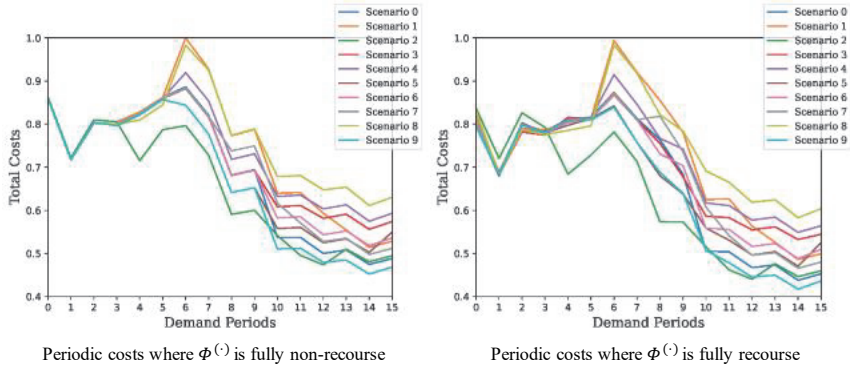 Scenario 0
Scenario 1
Scenario 2
Scenario 3
Scenario 4
Scenario 5
Scenario 6
Scenario 7
Scenario 8
Scenario 9
1.0
0.9
0.8
0.7
0.6
0.5
0.4
Total Costs
0 1 2 3 4 5 6 7 8 9 10 11 12 13 14 15
Demand Periods
Periodic costs where Φ^(·) is fully non-recourse
Scenario 0
Scenario 1
Scenario 2
Scenario 3
Scenario 4
Scenario 5
Scenario 6
Scenario 7
Scenario 8
Scenario 9
1.0
0.9
0.8
0.7
0.6
0.5
0.4
Total Costs
0 1 2 3 4 5 6 7 8 9 10 11 12 13 14 15
Demand Periods
Periodic costs where Φ^(·) is fully recourse